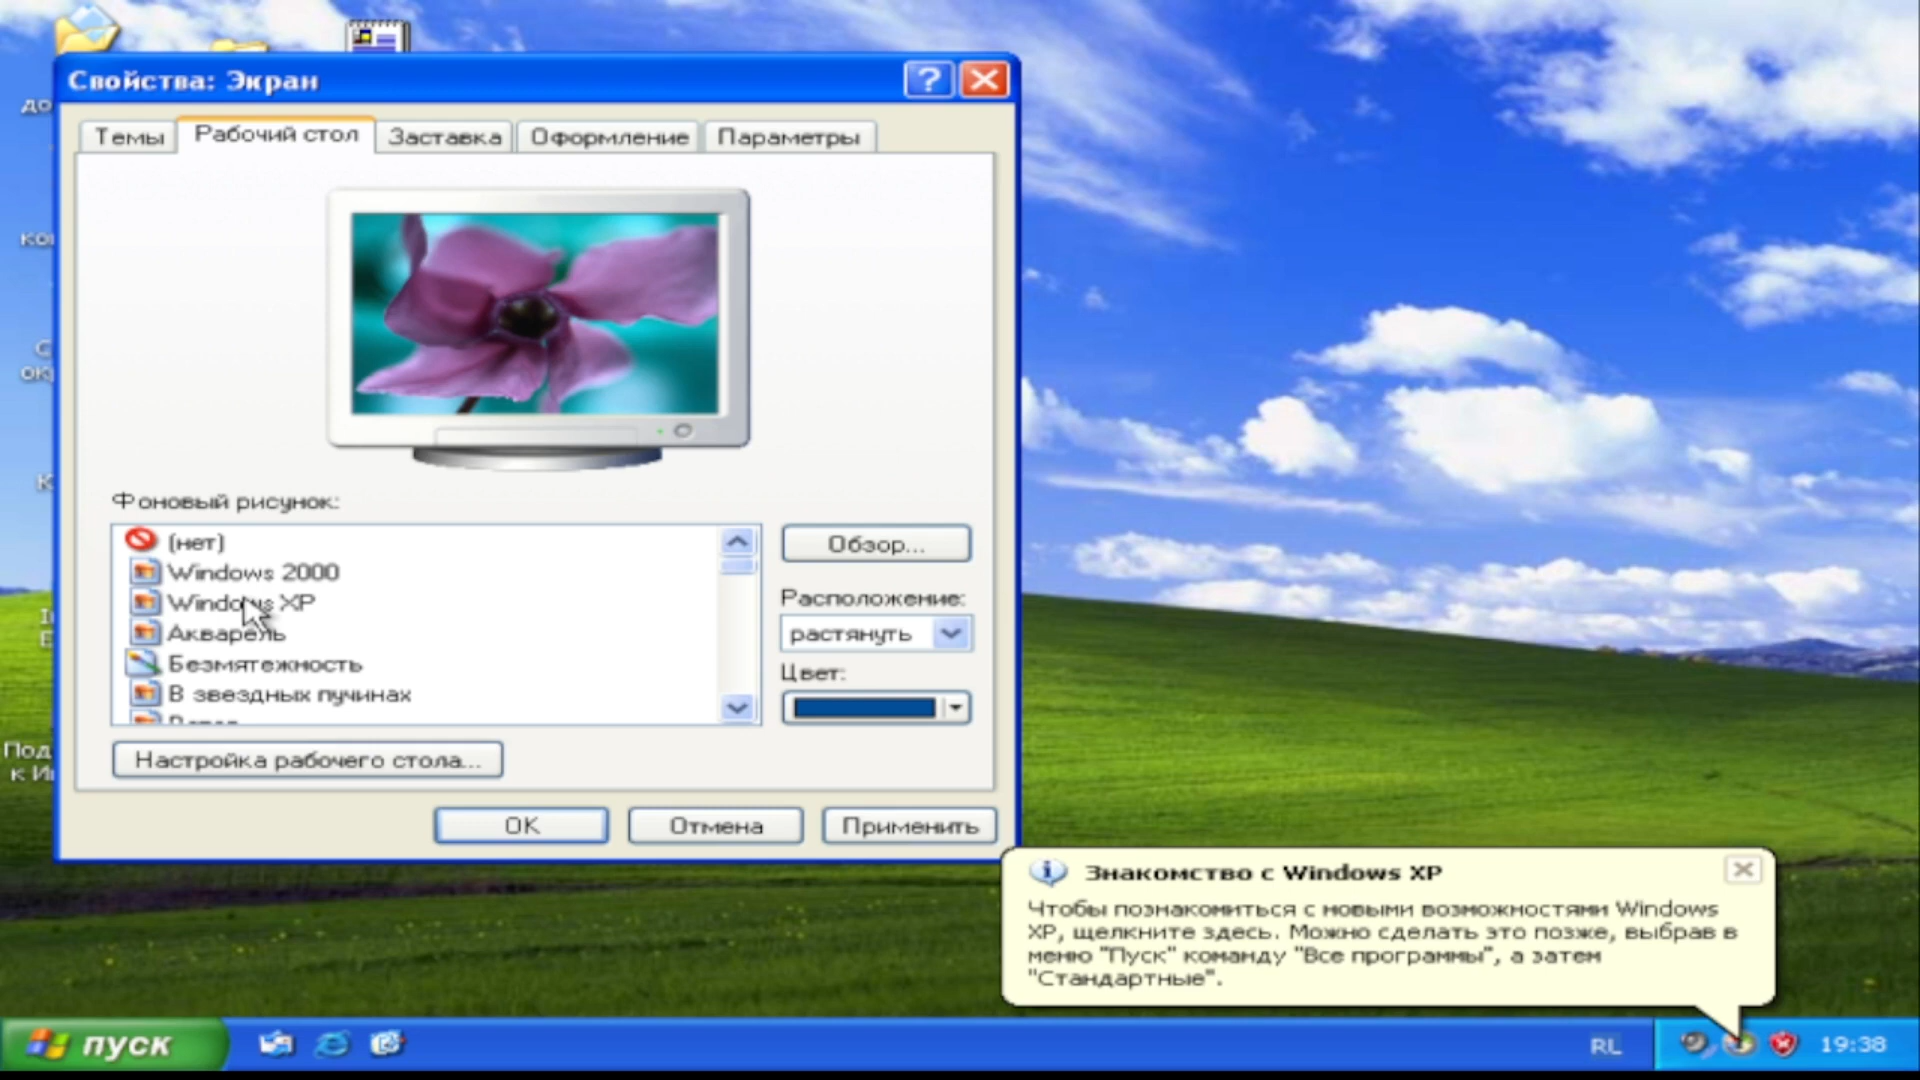 Свойства: Экран
Темы
Рабочий стол
Заставка
Оформление
Параметры
Фоновый рисунок:
(нет)
Windows 2000
Windows XP
Акварель
Безмятежность
В звездных пучинах
Обзор...
Расположение:
растянуть
Цвет:
Настройка рабочего стола...
OK
Отмена
Применить
Знакомство с Windows XP
Чтобы познакомиться с новыми возможностями Windows
XP, щелкните здесь. Можно сделать это позже, выбрав в
меню "Пуск" команду "Все программы", а затем
"Стандартные".
пуск
RL
19:38